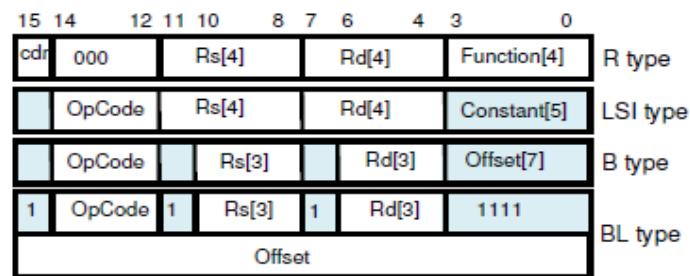 15 14 12 11 10 8 7 6 4 3 0
cdr 000 Rs[4] Rd[4] Function[4] R type
OpCode Rs[4] Rd[4] Constant[5] LSI type
OpCode Rs[3] Rd[3] Offset[7] B type
1 OpCode 1 Rs[3] 1 Rd[3] 1111
BL type
Offset